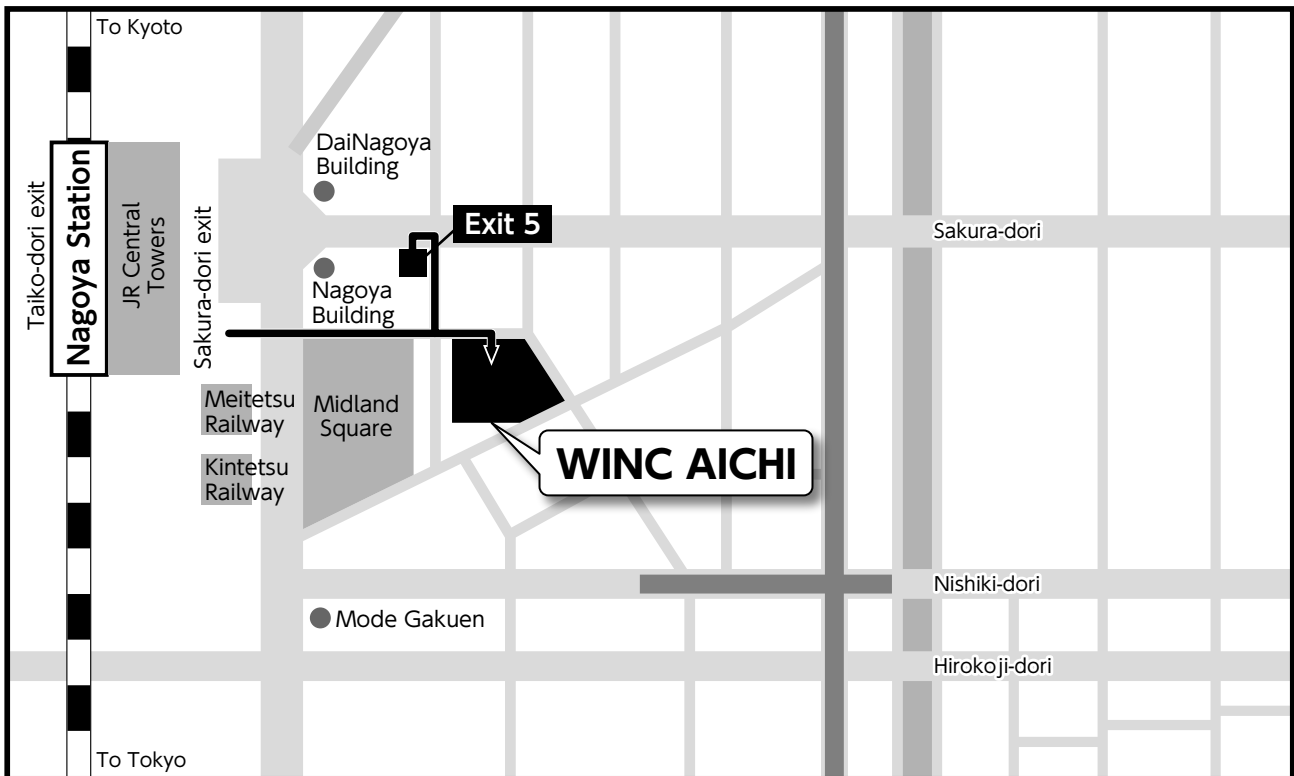 To Kyoto
DaiNagoya
Building
Exit 5
Sakura-dori
Taiko-dori exit
Nagoya Station
JR Central
Towers
Sakura-dori exit
Nagoya
Building
Meitetsu
Railway
Midland
Square
Kintetsu
Railway
WINC AICHI
Nishiki-dori
Mode Gakuen
Hirokoji-dori
To Tokyo